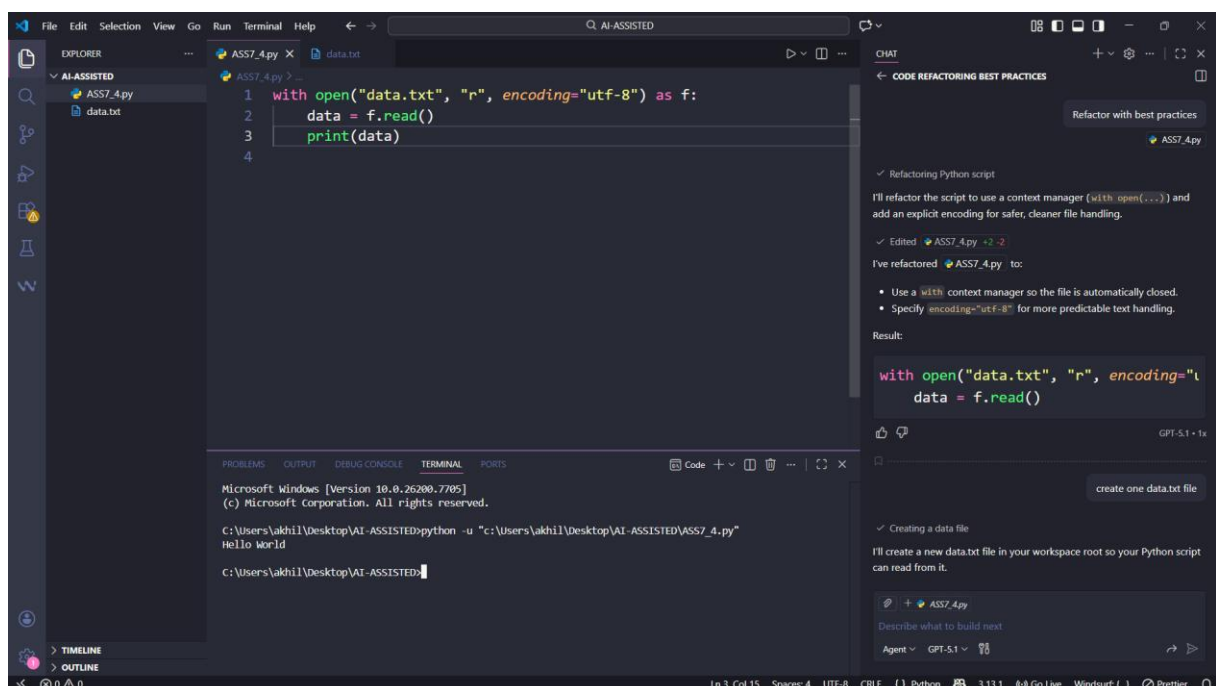 File Edit Selection View Go Run Terminal Help
AI-ASSISTED
EXPLORER
AI-ASSISTED
ASS7_4.py
data.txt
TIMELINE
OUTLINE
ASS7_4.py
data.txt
ASS7_4.py > ...
1 with open("data.txt", "r", encoding="utf-8") as f:
2 data = f.read()
3 print(data)
4
PROBLEMS OUTPUT DEBUG CONSOLE TERMINAL PORTS
Code
Microsoft Windows [Version 10.0.26200.7705]
(c) Microsoft Corporation. All rights reserved.
C:\Users\akhil\Desktop\AI-ASSISTED>python -u "c:\Users\akhil\Desktop\AI-ASSISTED\ASS7_4.py"
Hello World
C:\Users\akhil\Desktop\AI-ASSISTED>
CHAT
CODE REFACTORING BEST PRACTICES
Refactor with best practices
ASS7_4.py
Refactoring Python script
I'll refactor the script to use a context manager (with open(...)) and
add an explicit encoding for safer, cleaner file handling.
Edited ASS7_4.py +2 -2
I've refactored ASS7_4.py to:
• Use a with context manager so the file is automatically closed.
• Specify encoding="utf-8" for more predictable text handling.
Result:
with open("data.txt", "r", encoding="u
data = f.read()
GPT-5.1 • 1x
create one data.txt file
Creating a data file
I'll create a new data.txt file in your workspace root so your Python script
can read from it.
ASS7_4.py
Describe what to build next
Agent GPT-5.1
0 0 Ln 3, Col 15 Spaces: 4 UTF-8 CRLF { } Python 3.13.1 Go Live Windsurf: {...} Prettier